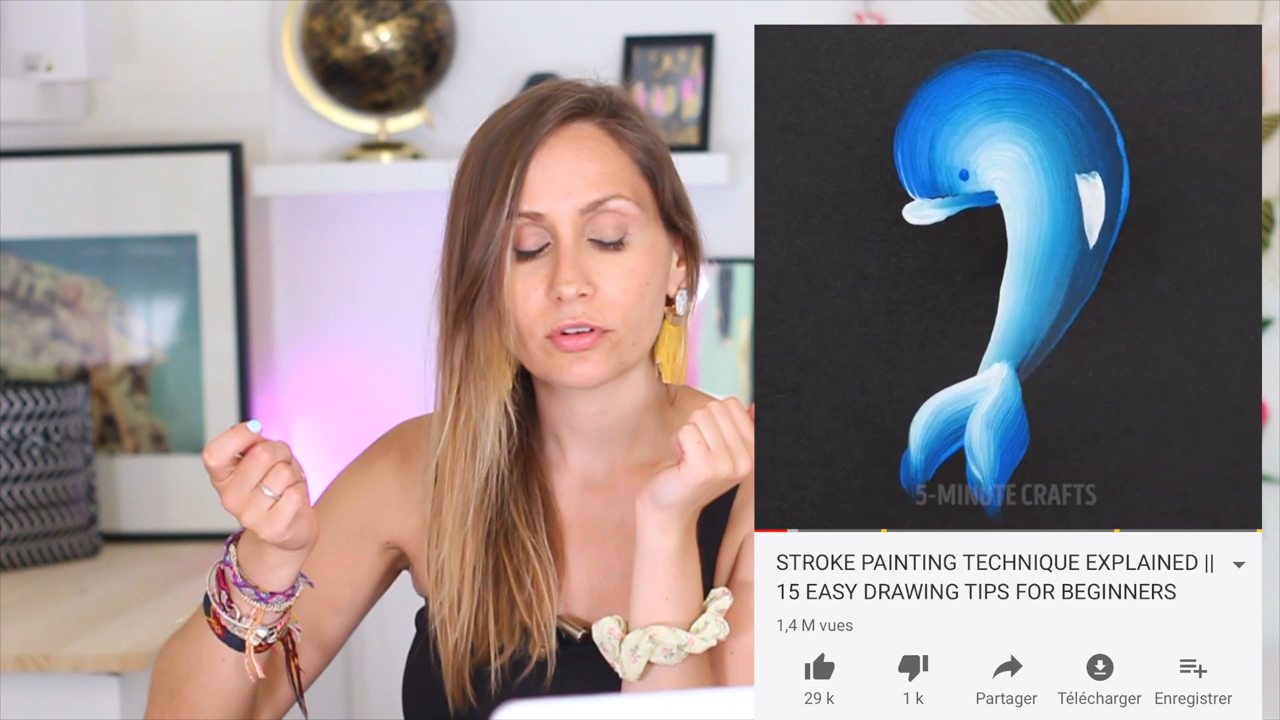 5-MINUTE CRAFTS
STROKE PAINTING TECHNIQUE EXPLAINED ||
15 EASY DRAWING TIPS FOR BEGINNERS
1,4 M vues
29 k
1 k
Partager
Télécharger
Enregistrer